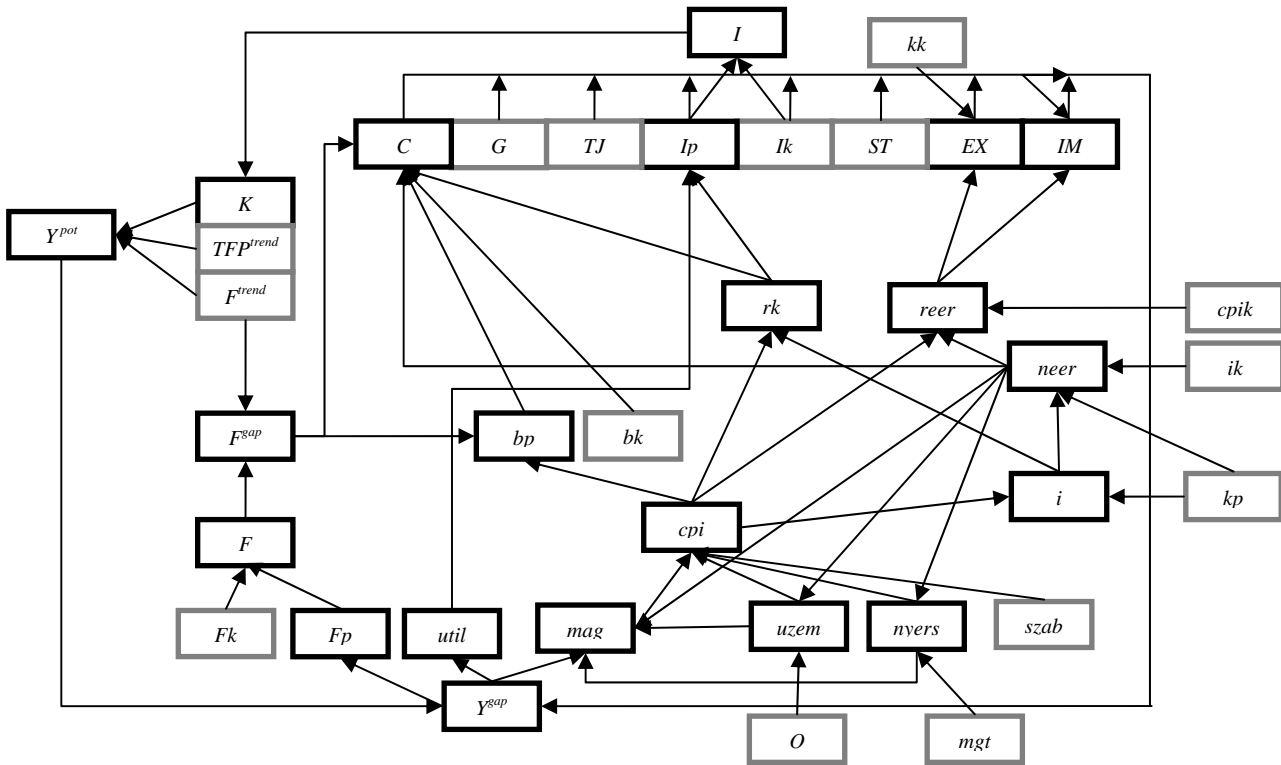 I
kk
C G TJ Ip Ik ST EX IM
K
Y^pot
TFP^trend
F^trend
rk
reer
cpik
neer
ik
F^gap
bp
bk
i
kp
cpi
F
Fk
Fp
util
mag
uzem
nyers
szab
Y^gap
O
mgt